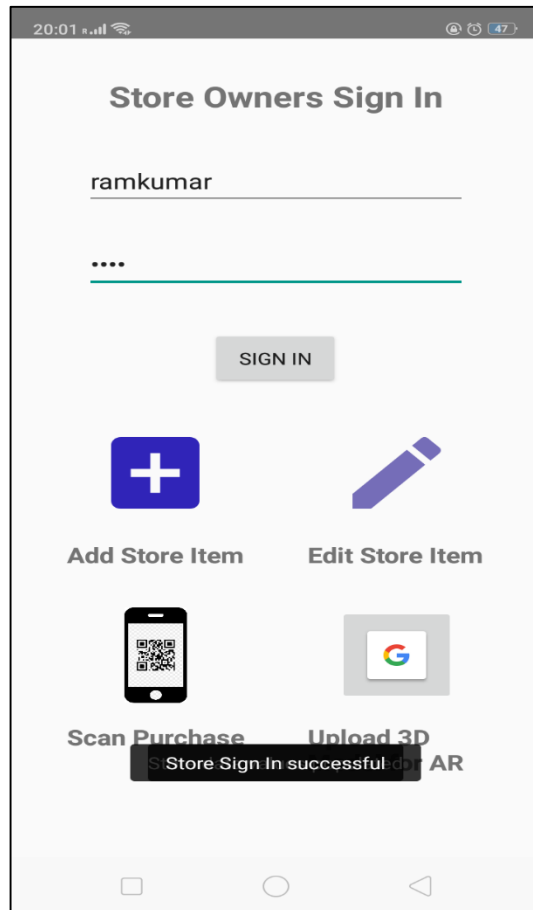 20:01
47
Store Owners Sign In
ramkumar
••••
SIGN IN
Add Store Item
Edit Store Item
Scan Purchase
Upload 3D
AR
Store Sign In successful